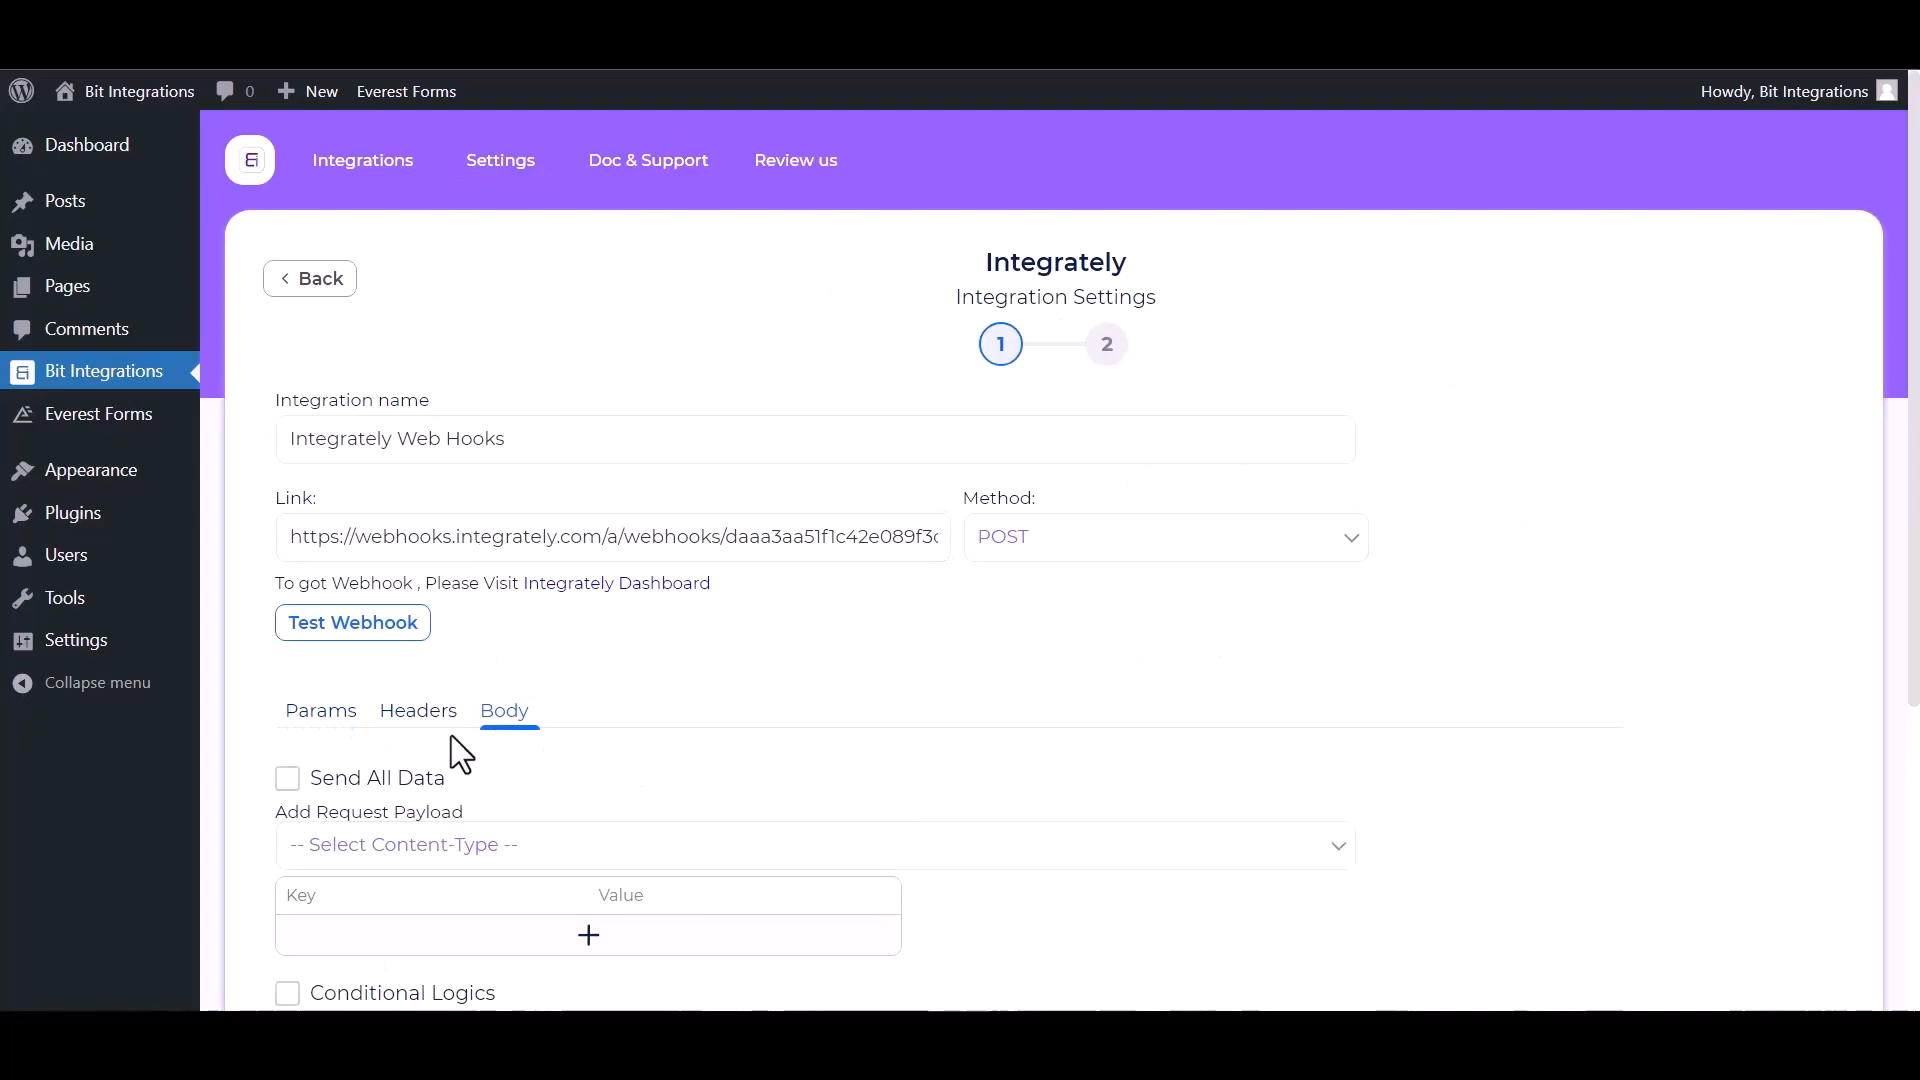 Bit Integrations 0 New Everest Forms Howdy, Bit Integrations
Dashboard
Posts
Media
Pages
Comments
Bit Integrations
Everest Forms
Appearance
Plugins
Users
Tools
Settings
Collapse menu
Integrations Settings Doc & Support Review us
Back
Integrately
Integration Settings
1 2
Integration name
Integrately Web Hooks
Link: Method:
https://webhooks.integrately.com/a/webhooks/daaa3aa51f1c42e089f3c POST
To got Webhook , Please Visit Integrately Dashboard
Test Webhook
Params Headers Body
Send All Data
Add Request Payload
-- Select Content-Type --
Key Value
+
Conditional Logics